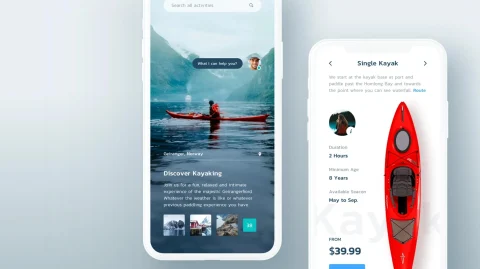 Search all activities
What I can help you?
Geiranger, Norway
Discover Kayaking
Join us for a fun, relaxed and intimate
experience of the majestic Geirangerfjord.
Whatever the weather is like or whatever
previous paddling experience you have.
20
Single Kayak
We start at the kayak base at port and
paddle past the Homlong Bay and towards
the point where you can see waterfall. Route
Duration
2 Hours
Minimum Age
8 Years
Available Season
May to Sep.
Kayak
FROM
$39.99